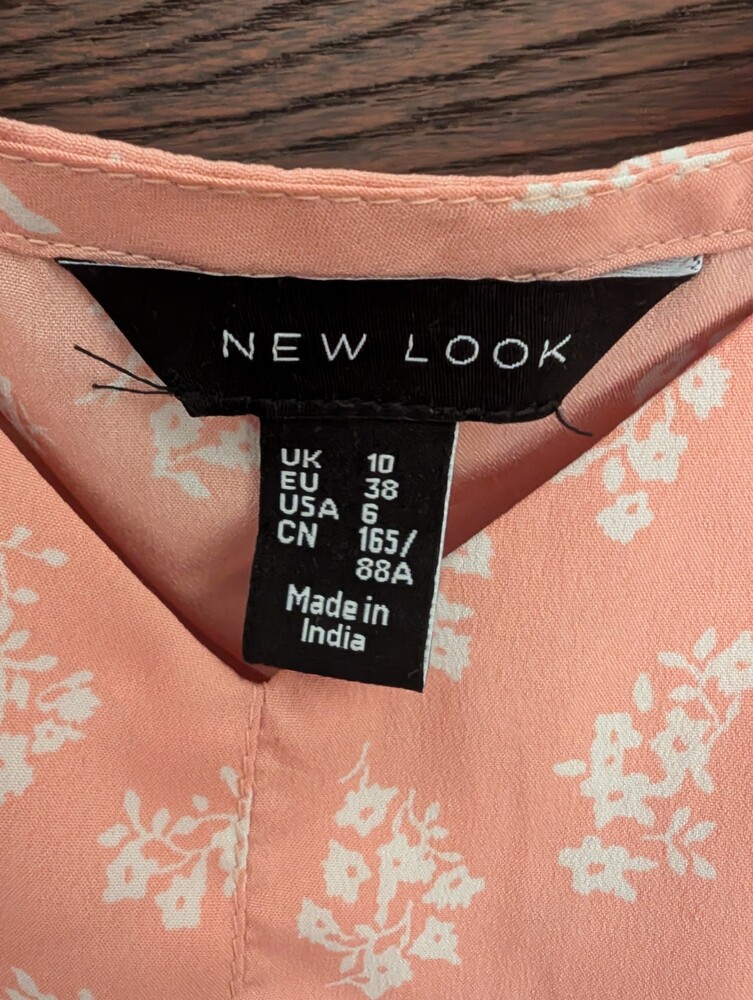 NEW LOOK
UK 10
EU 38
USA 6
CN 165/
88A
Made in
India